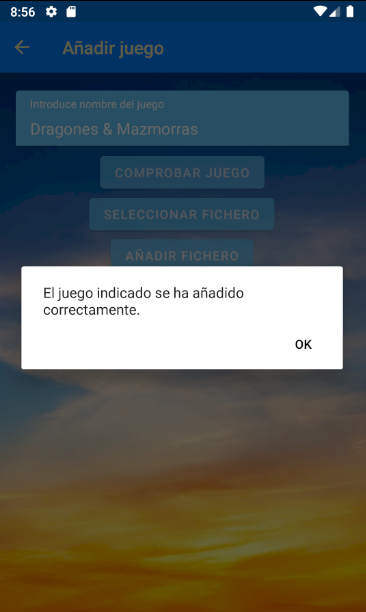 8:56
Añadir juego
Introduce nombre del juego
Dragones & Mazmorras
COMPROBAR JUEGO
SELECCIONAR FICHERO
AÑADIR FICHERO
El juego indicado se ha añadido
correctamente.
OK